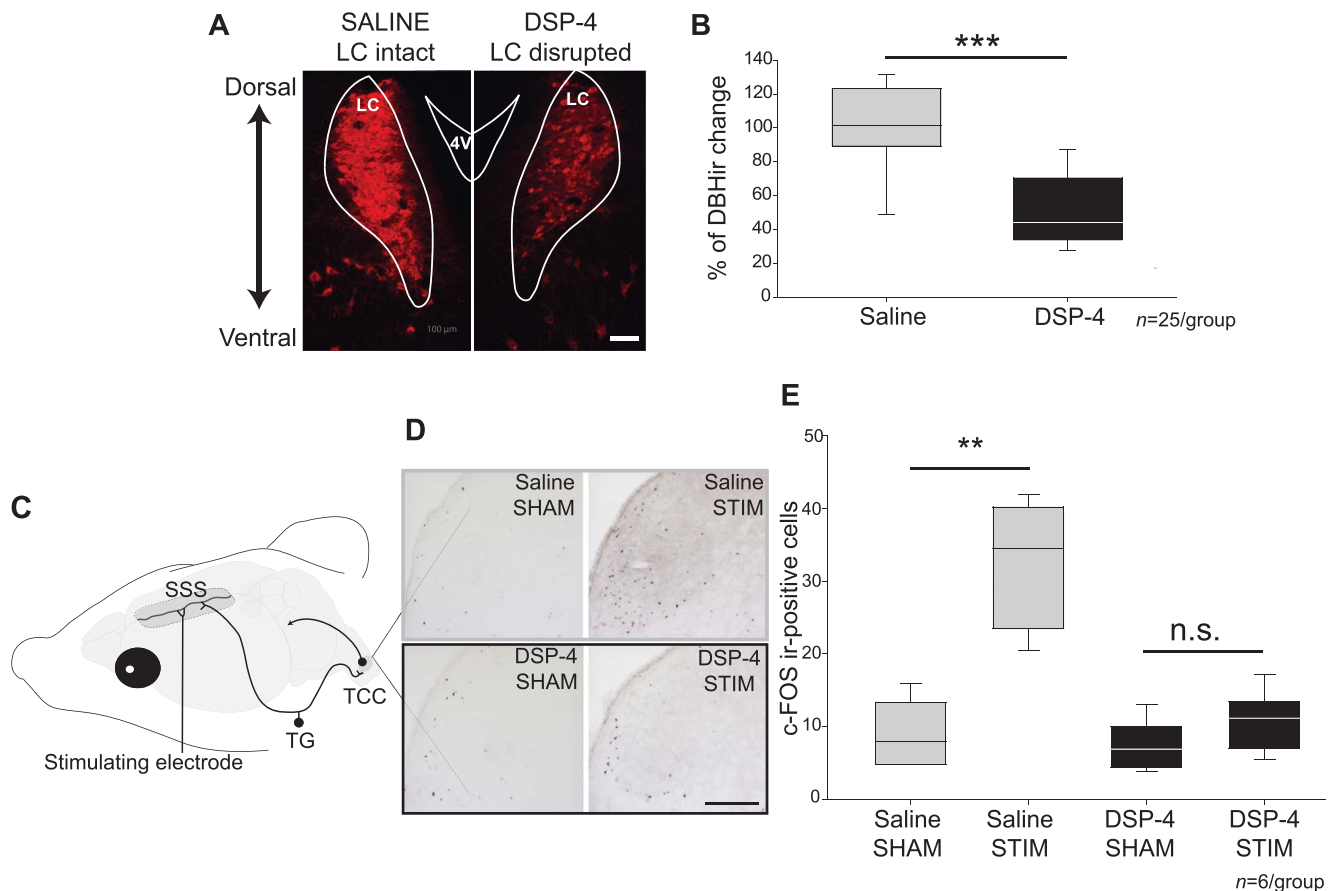 A
SALINE
LC intact
DSP-4
LC disrupted
Dorsal
Ventral
LC
LC
4V
100 µm
B
***
% of DBHir change
140
120
100
80
60
40
20
0
Saline
DSP-4
n=25/group
C
SSS
TCC
TG
Stimulating electrode
D
Saline
SHAM
Saline
STIM
DSP-4
SHAM
DSP-4
STIM
E
c-FOS ir-positive cells
50
40
30
20
10
0
**
n.s.
Saline
SHAM
Saline
STIM
DSP-4
SHAM
DSP-4
STIM
n=6/group